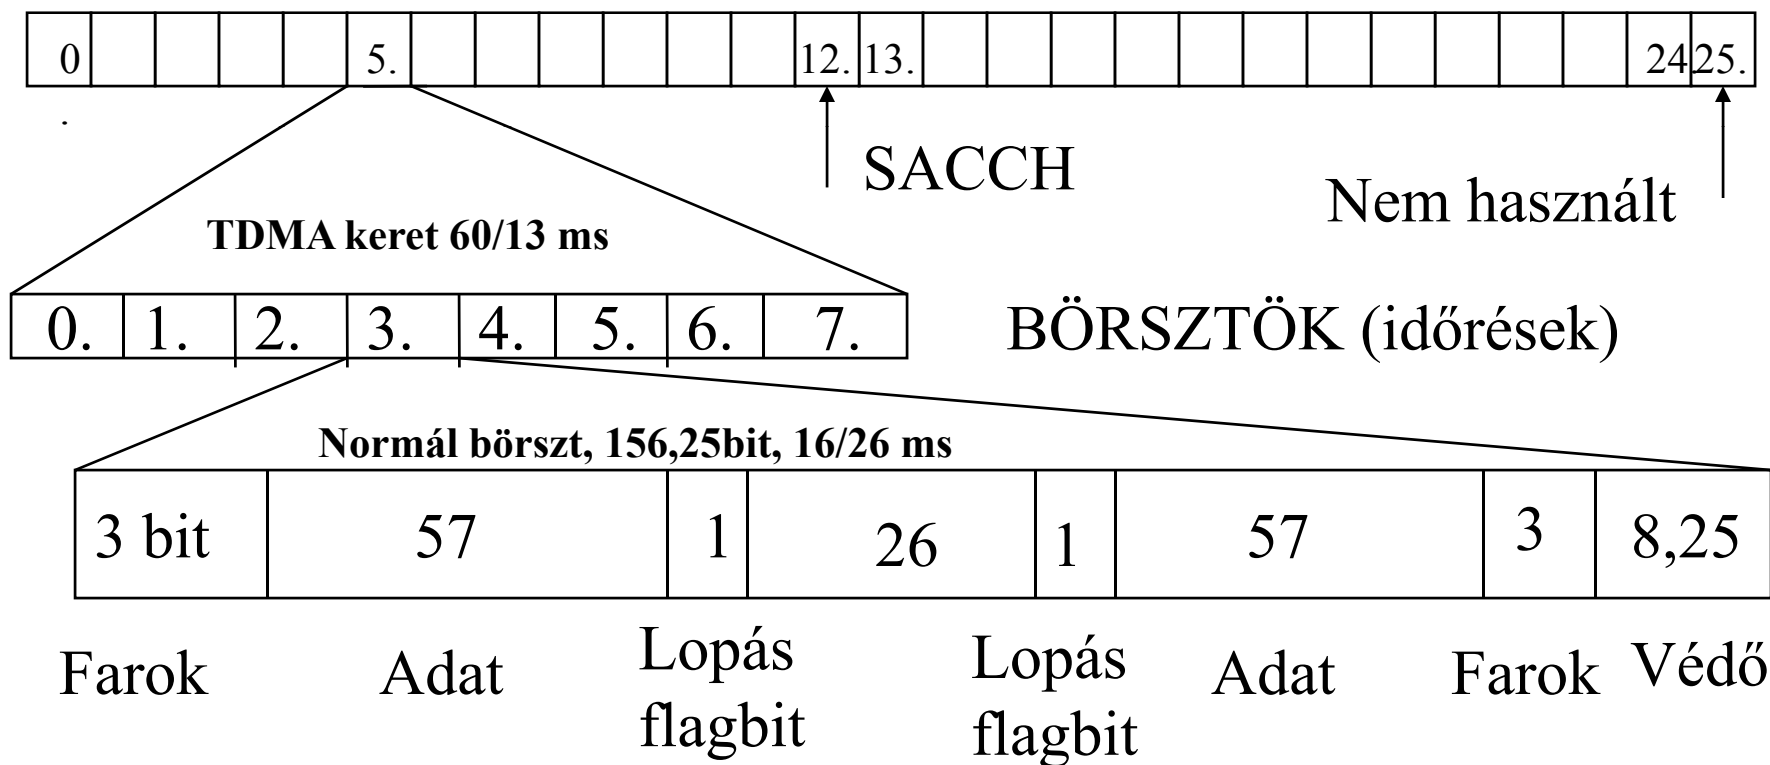 0 5. 12. 13. 24 25.
.
SACCH
Nem használt
TDMA keret 60/13 ms
0. 1. 2. 3. 4. 5. 6. 7.
BÖRSZTÖK (időrések)
Normál börszt, 156,25bit, 16/26 ms
3 bit 57 1 26 1 57 3 8,25
Farok Adat Lopás flagbit Lopás flagbit Adat Farok Védő